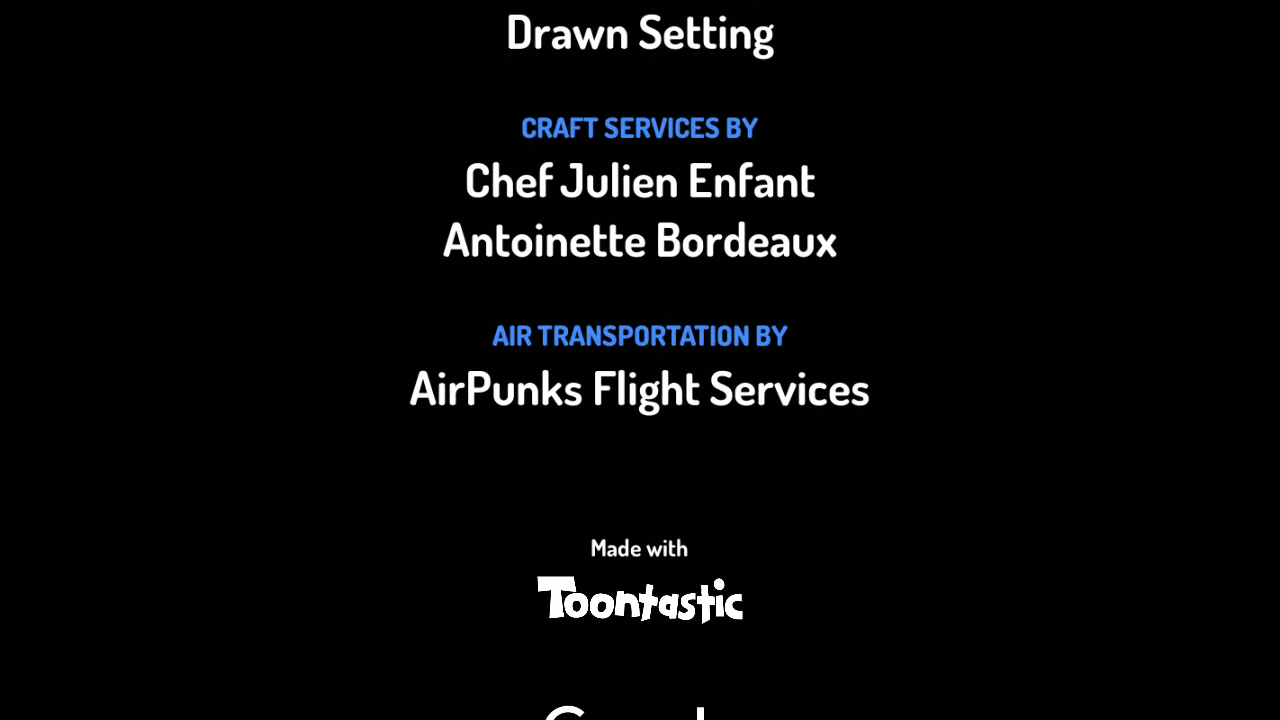 Drawn Setting
CRAFT SERVICES BY
Chef Julien Enfant
Antoinette Bordeaux
AIR TRANSPORTATION BY
AirPunks Flight Services
Made with
Toontastic